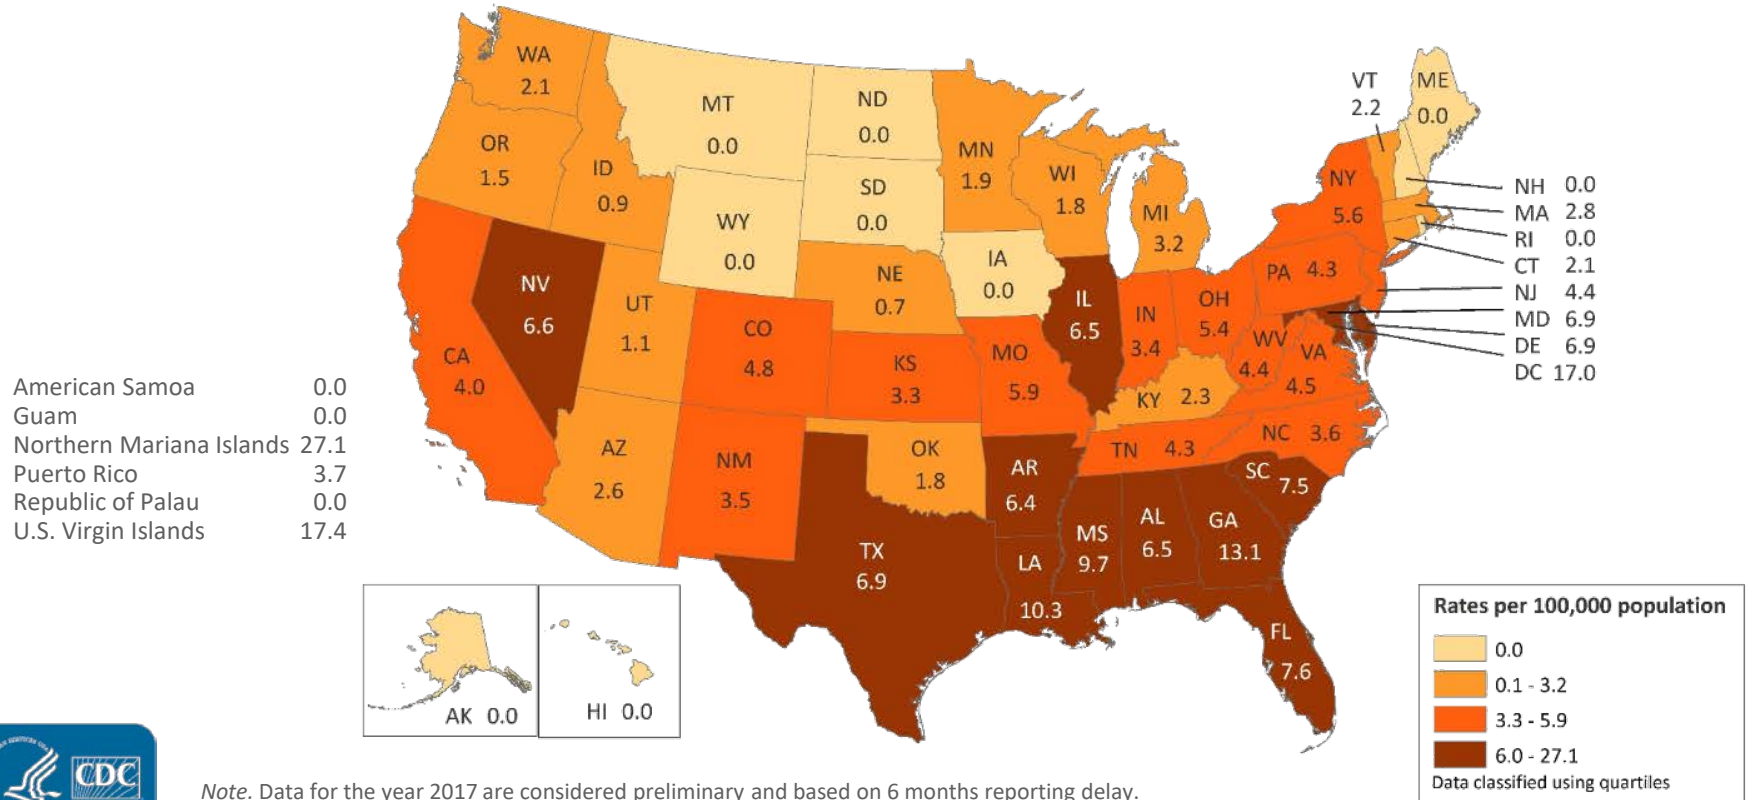 WA
2.1
OR
1.5
ID
0.9
MT
0.0
ND
0.0
SD
0.0
WY
0.0
MN
1.9
WI
1.8
MI
3.2
IA
0.0
NE
0.7
NV
6.6
UT
1.1
CO
4.8
CA
4.0
KS
3.3
MO
5.9
IL
6.5
IN
3.4
OH
5.4
PA 4.3
NY
5.6
VT
2.2
ME
0.0
NH 0.0
MA 2.8
RI 0.0
CT 2.1
NJ 4.4
MD 6.9
DE 6.9
DC 17.0
WV
4.4
VA
4.5
KY 2.3
TN 4.3
NC 3.6
SC
7.5
AZ
2.6
NM
3.5
OK
1.8
AR
6.4
TX
6.9
LA
10.3
MS
9.7
AL
6.5
GA
13.1
FL
7.6
AK 0.0
HI 0.0
American Samoa 0.0
Guam 0.0
Northern Mariana Islands 27.1
Puerto Rico 3.7
Republic of Palau 0.0
U.S. Virgin Islands 17.4
Rates per 100,000 population
0.0
0.1 - 3.2
3.3 - 5.9
6.0 - 27.1
Data classified using quartiles
CDC
Note. Data for the year 2017 are considered preliminary and based on 6 months reporting delay.